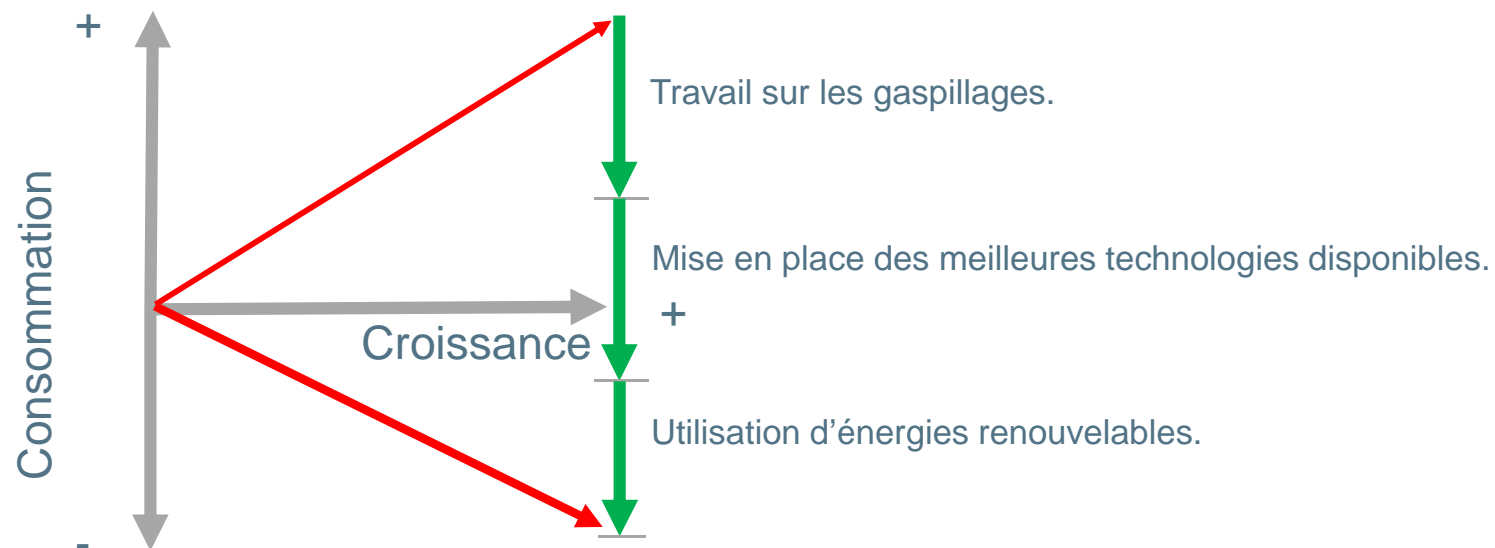 +
Travail sur les gaspillages.
Consommation
Mise en place des meilleures technologies disponibles.
+
Croissance
Utilisation d’énergies renouvelables.
-